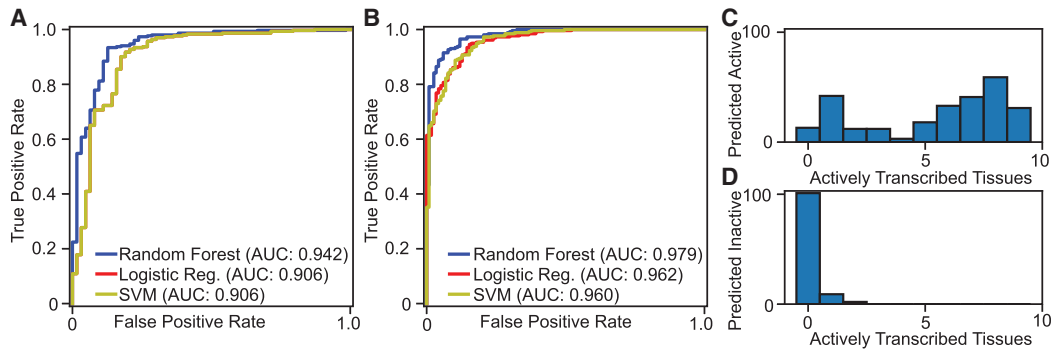 A
1.0
0.8
0.6
0.4
0.2
0
True Positive Rate
Random Forest (AUC: 0.942)
Logistic Reg. (AUC: 0.906)
SVM (AUC: 0.906)
0
1.0
False Positive Rate
B
1.0
0.8
0.6
0.4
0.2
0
True Positive Rate
Random Forest (AUC: 0.979)
Logistic Reg. (AUC: 0.962)
SVM (AUC: 0.960)
0
1.0
False Positive Rate
C
100
0
Predicted Active
0
5
10
Actively Transcribed Tissues
D
100
0
Predicted Inactive
0
5
10
Actively Transcribed Tissues